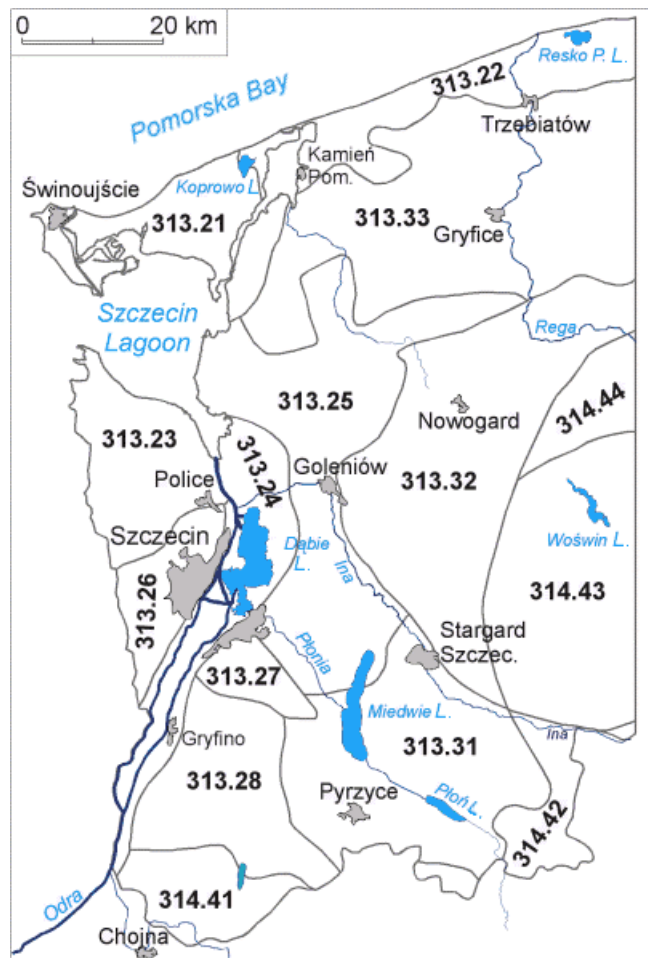 0 20 km
Resko P. L.
313.22
Pomorska Bay
Trzebiatów
Kamień
Pom.
Koprowo L.
Świnoujście
313.21
313.33
Gryfice
Szczecin
Lagoon
Rega
313.25
314.44
Nowogard
313.23
313.24
Goleniów
313.32
Police
Woświn L.
Szczecin
Dąbie
L.
Ina
314.43
313.26
Stargard
Szczec.
Płonia
313.27
Miedwie L.
Gryfino
313.31
Ina
313.28
Pyrzyce
Płoń L.
314.42
314.41
Odra
Chojna